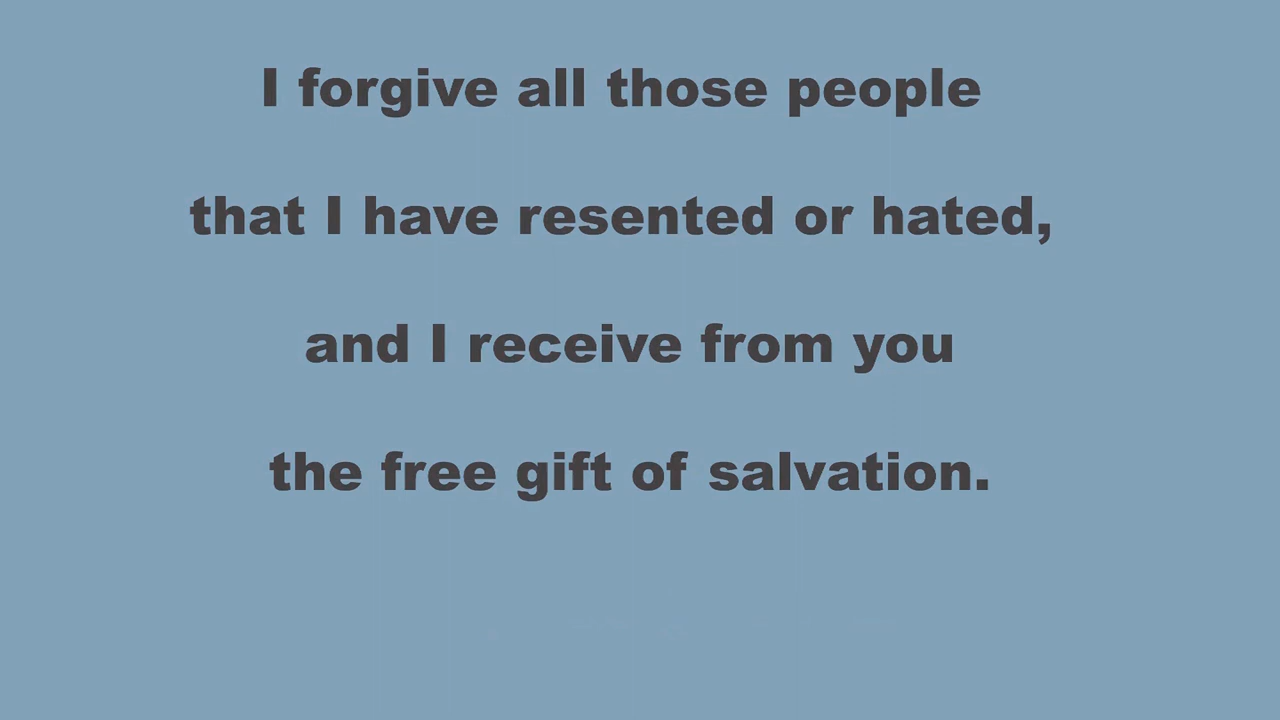 I forgive all those people
that I have resented or hated,
and I receive from you
the free gift of salvation.